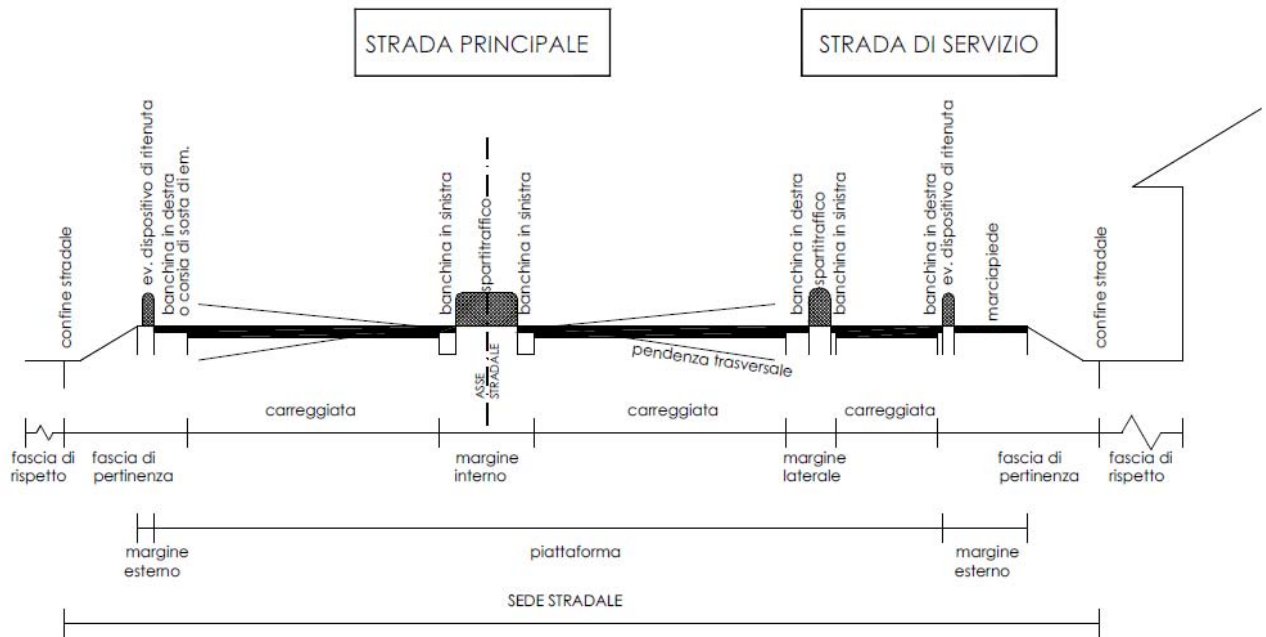 STRADA PRINCIPALE
STRADA DI SERVIZIO
confine stradale
ev. dispositivo di ritenuta
banchina in destra
o corsia di sosta di em.
banchina in sinistra
spartitraffico
banchina in sinistra
banchina in destra
spartitraffico
banchina in sinistra
banchina in destra
ev. dispositivo di ritenuta
marciapiede
confine stradale
pendenza trasversale
ASSE
STRADALE
carreggiata
carreggiata
carreggiata
fascia di
rispetto
fascia di
pertinenza
margine
interno
margine
laterale
fascia di
pertinenza
fascia di
rispetto
margine
esterno
piattaforma
margine
esterno
SEDE STRADALE